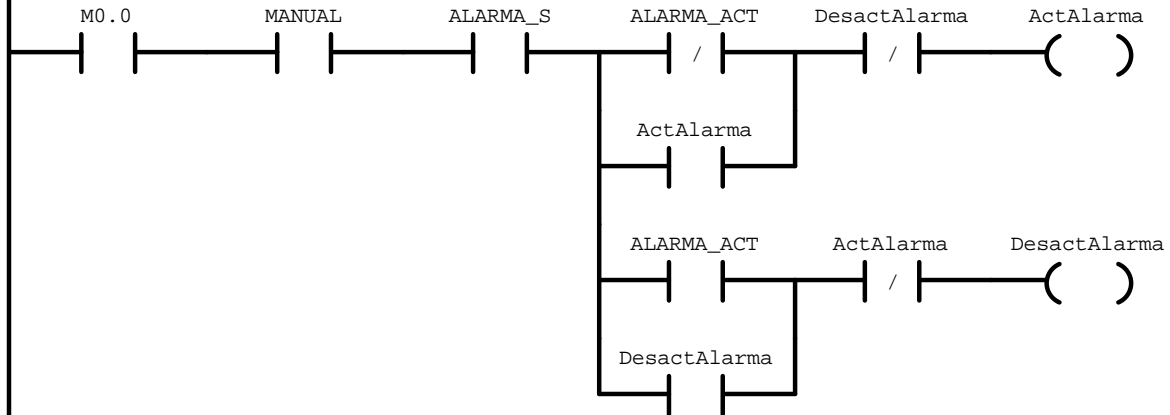 M0.0 MANUAL ALARMA_S ALARMA_ACT DesactAlarma ActAlarma
/ /
ActAlarma
ALARMA_ACT ActAlarma DesactAlarma
/
DesactAlarma